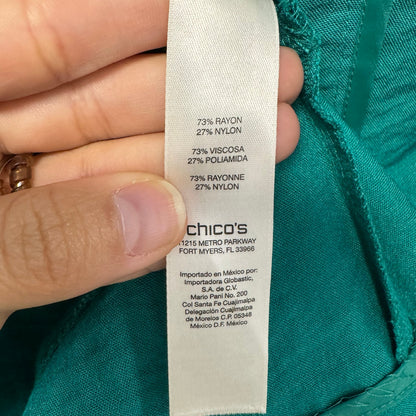 73% RAYON
27% NYLON
73% VISCOSA
27% POLIAMIDA
73% RAYONNE
27% NYLON
chico's
11215 METRO PARKWAY
FORT MYERS, FL 33966
Importado en México por:
Importadora Globastic,
S.A. de C.V.
Mario Pani No. 200
Col Santa Fe Cuajimalpa
Delegación Cuajimalpa
de Morelos C.P. 05348
México D.F. México